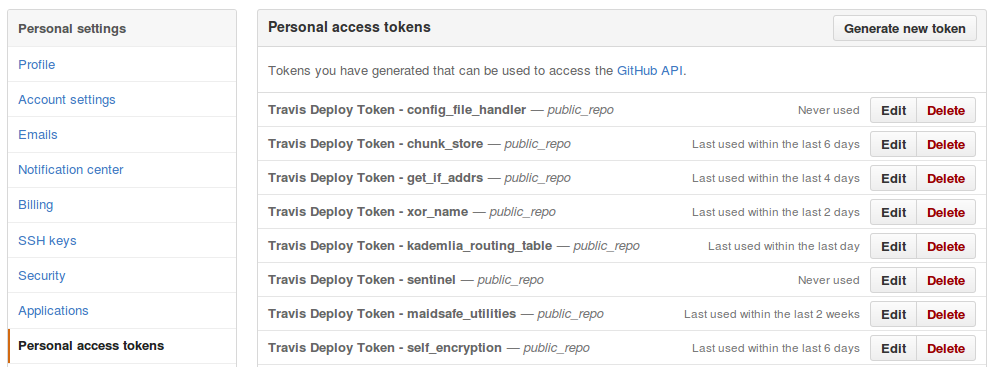 Personal settings
Profile
Account settings
Emails
Notification center
Billing
SSH keys
Security
Applications
Personal access tokens
Personal access tokens Generate new token
Tokens you have generated that can be used to access the GitHub API.
Travis Deploy Token - config_file_handler — public_repo Never used Edit Delete
Travis Deploy Token - chunk_store — public_repo Last used within the last 6 days Edit Delete
Travis Deploy Token - get_if_addrs — public_repo Last used within the last 4 days Edit Delete
Travis Deploy Token - xor_name — public_repo Last used within the last 2 days Edit Delete
Travis Deploy Token - kademlia_routing_table — public_repo Last used within the last day Edit Delete
Travis Deploy Token - sentinel — public_repo Never used Edit Delete
Travis Deploy Token - maidsafe_utilities — public_repo Last used within the last 2 weeks Edit Delete
Travis Deploy Token - self_encryption — public_repo Last used within the last 6 days Edit Delete